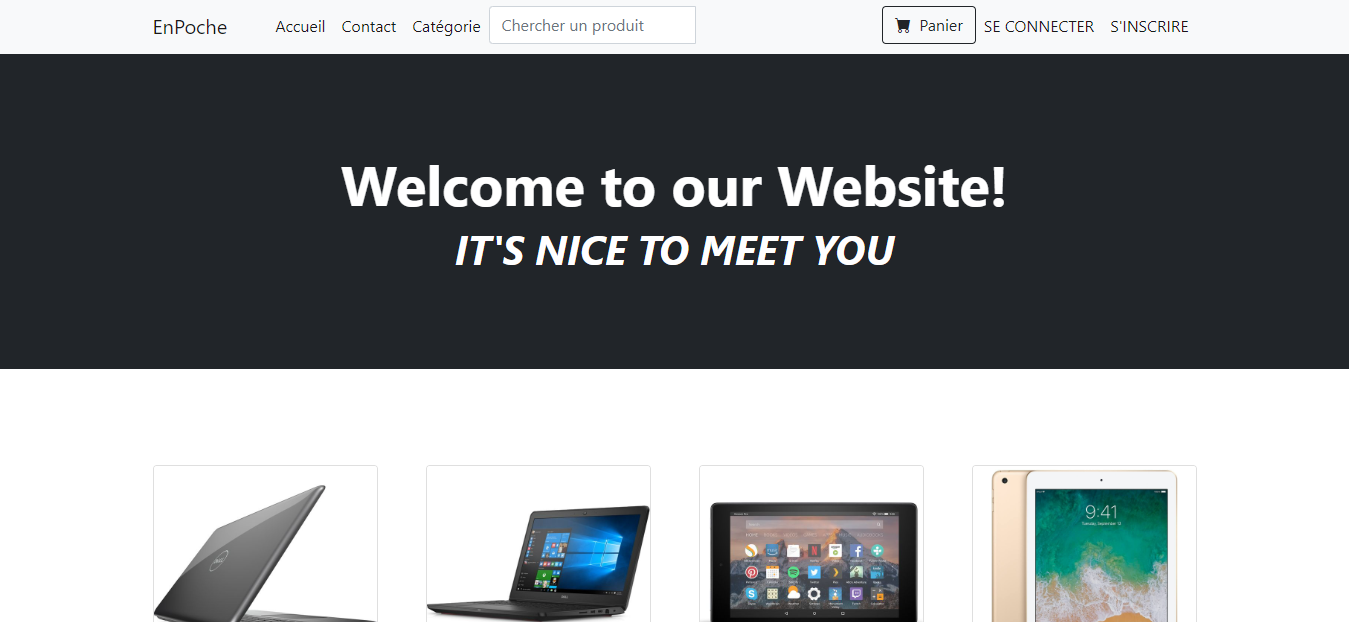 EnPoche
Accueil
Contact
Catégorie
Chercher un produit
Panier
SE CONNECTER
S'INSCRIRE
Welcome to our Website!
IT'S NICE TO MEET YOU
DELL
9:41